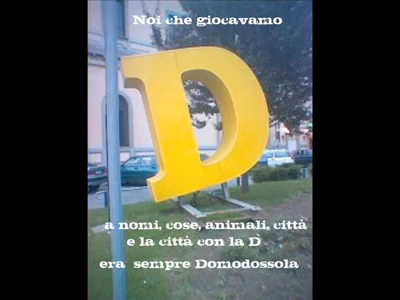 Noi che giocavamo
D
a nomi, cose, animali, città
e la città con la D
era sempre Domodossola